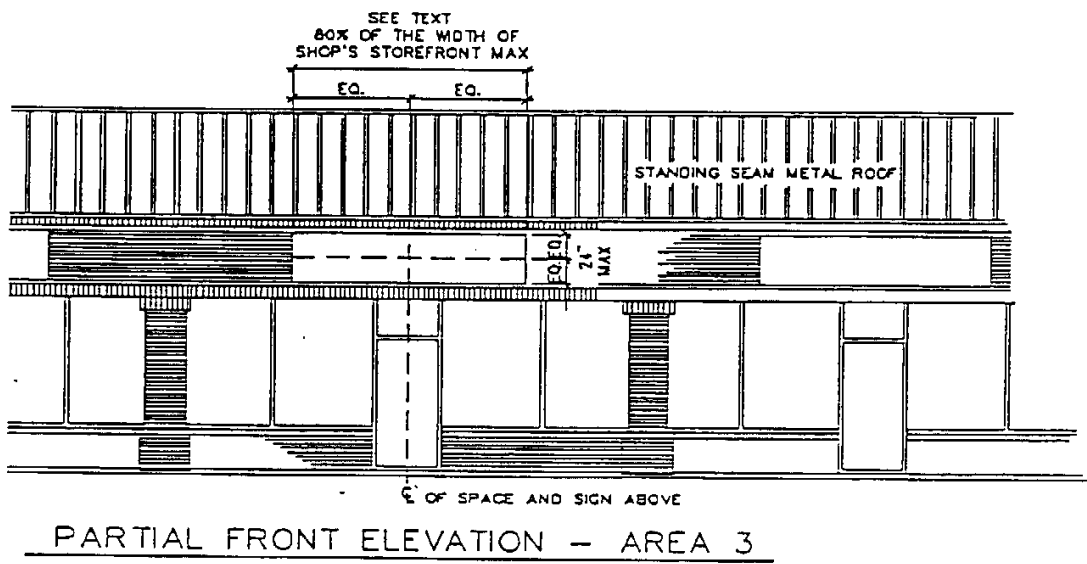 SEE TEXT
80% OF THE WIDTH OF
SHOP'S STOREFRONT MAX
EQ. EQ.
STANDING SEAM METAL ROOF
EQ. EQ.
24" MAX
℄ OF SPACE AND SIGN ABOVE
PARTIAL FRONT ELEVATION – AREA 3